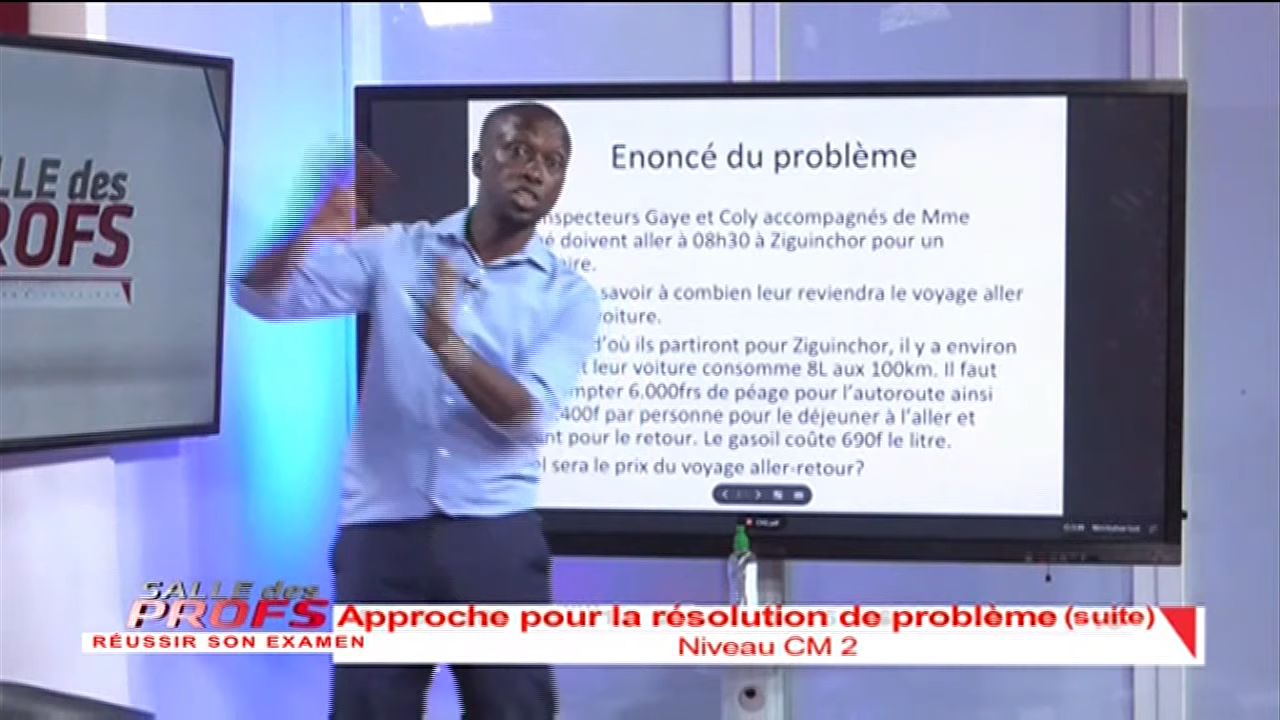 LLE des
PROFS
Enoncé du problème
nspecteurs Gaye et Coly accompagnés de Mme
é doivent aller à 08h30 à Ziguinchor pour un
ire.
savoir à combien leur reviendra le voyage aller
voiture.
d'où ils partiront pour Ziguinchor, il y a environ
t leur voiture consomme 8L aux 100km. Il faut
mpter 6.000frs de péage pour l'autoroute ainsi
400f par personne pour le déjeuner à l'aller et
nt pour le retour. Le gasoil coûte 690f le litre.
el sera le prix du voyage aller-retour?
SALLE des
PROFS
RÉUSSIR SON EXAMEN
Approche pour la résolution de problème (suite)
Niveau CM 2